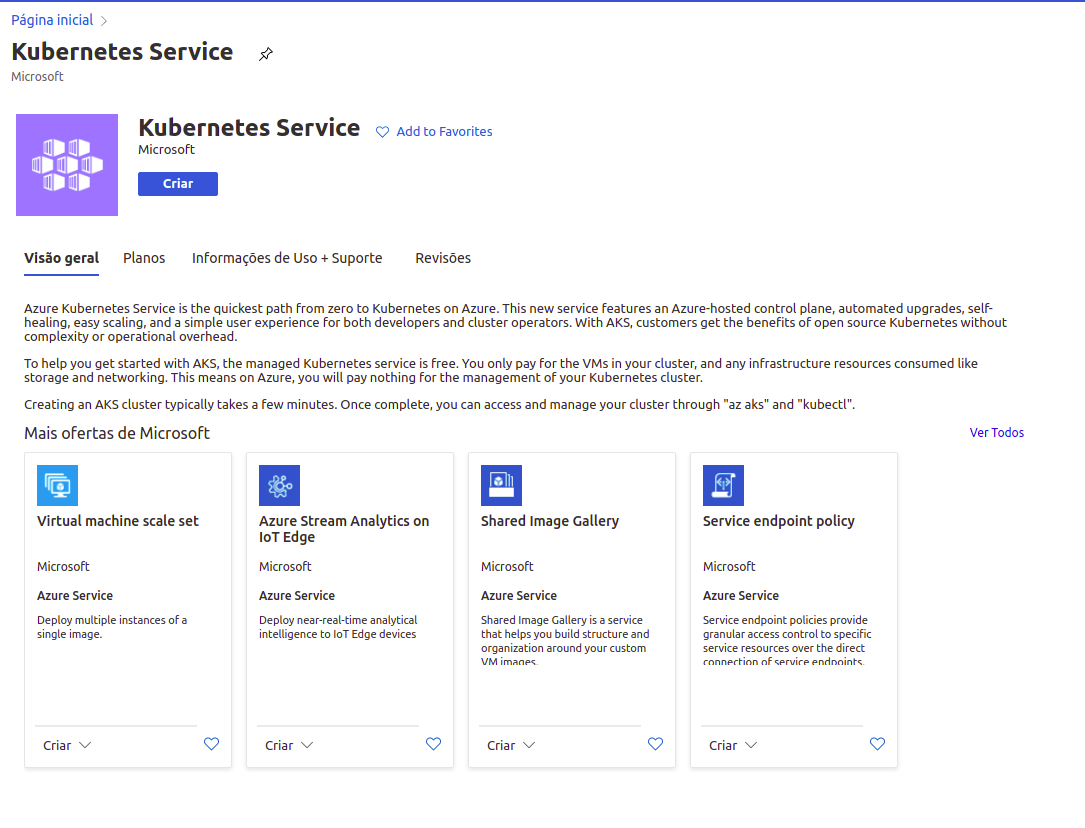 Página inicial
Kubernetes Service
Microsoft
Kubernetes Service
Add to Favorites
Microsoft
Criar
Visão geral
Planos
Informações de Uso + Suporte
Revisões
Azure Kubernetes Service is the quickest path from zero to Kubernetes on Azure. This new service features an Azure-hosted control plane, automated upgrades, self-
healing, easy scaling, and a simple user experience for both developers and cluster operators. With AKS, customers get the benefits of open source Kubernetes without
complexity or operational overhead.
To help you get started with AKS, the managed Kubernetes service is free. You only pay for the VMs in your cluster, and any infrastructure resources consumed like
storage and networking. This means on Azure, you will pay nothing for the management of your Kubernetes cluster.
Creating an AKS cluster typically takes a few minutes. Once complete, you can access and manage your cluster through "az aks" and "kubectl".
Mais ofertas de Microsoft
Ver Todos
Virtual machine scale set
Microsoft
Azure Service
Deploy multiple instances of a
single image.
Criar
Azure Stream Analytics on
IoT Edge
Microsoft
Azure Service
Deploy near-real-time analytical
intelligence to IoT Edge devices
Criar
Shared Image Gallery
Microsoft
Azure Service
Shared Image Gallery is a service
that helps you build structure and
organization around your custom
VM images.
Criar
Service endpoint policy
Microsoft
Azure Service
Service endpoint policies provide
granular access control to specific
service resources over the direct
connection of service endpoints.
Criar